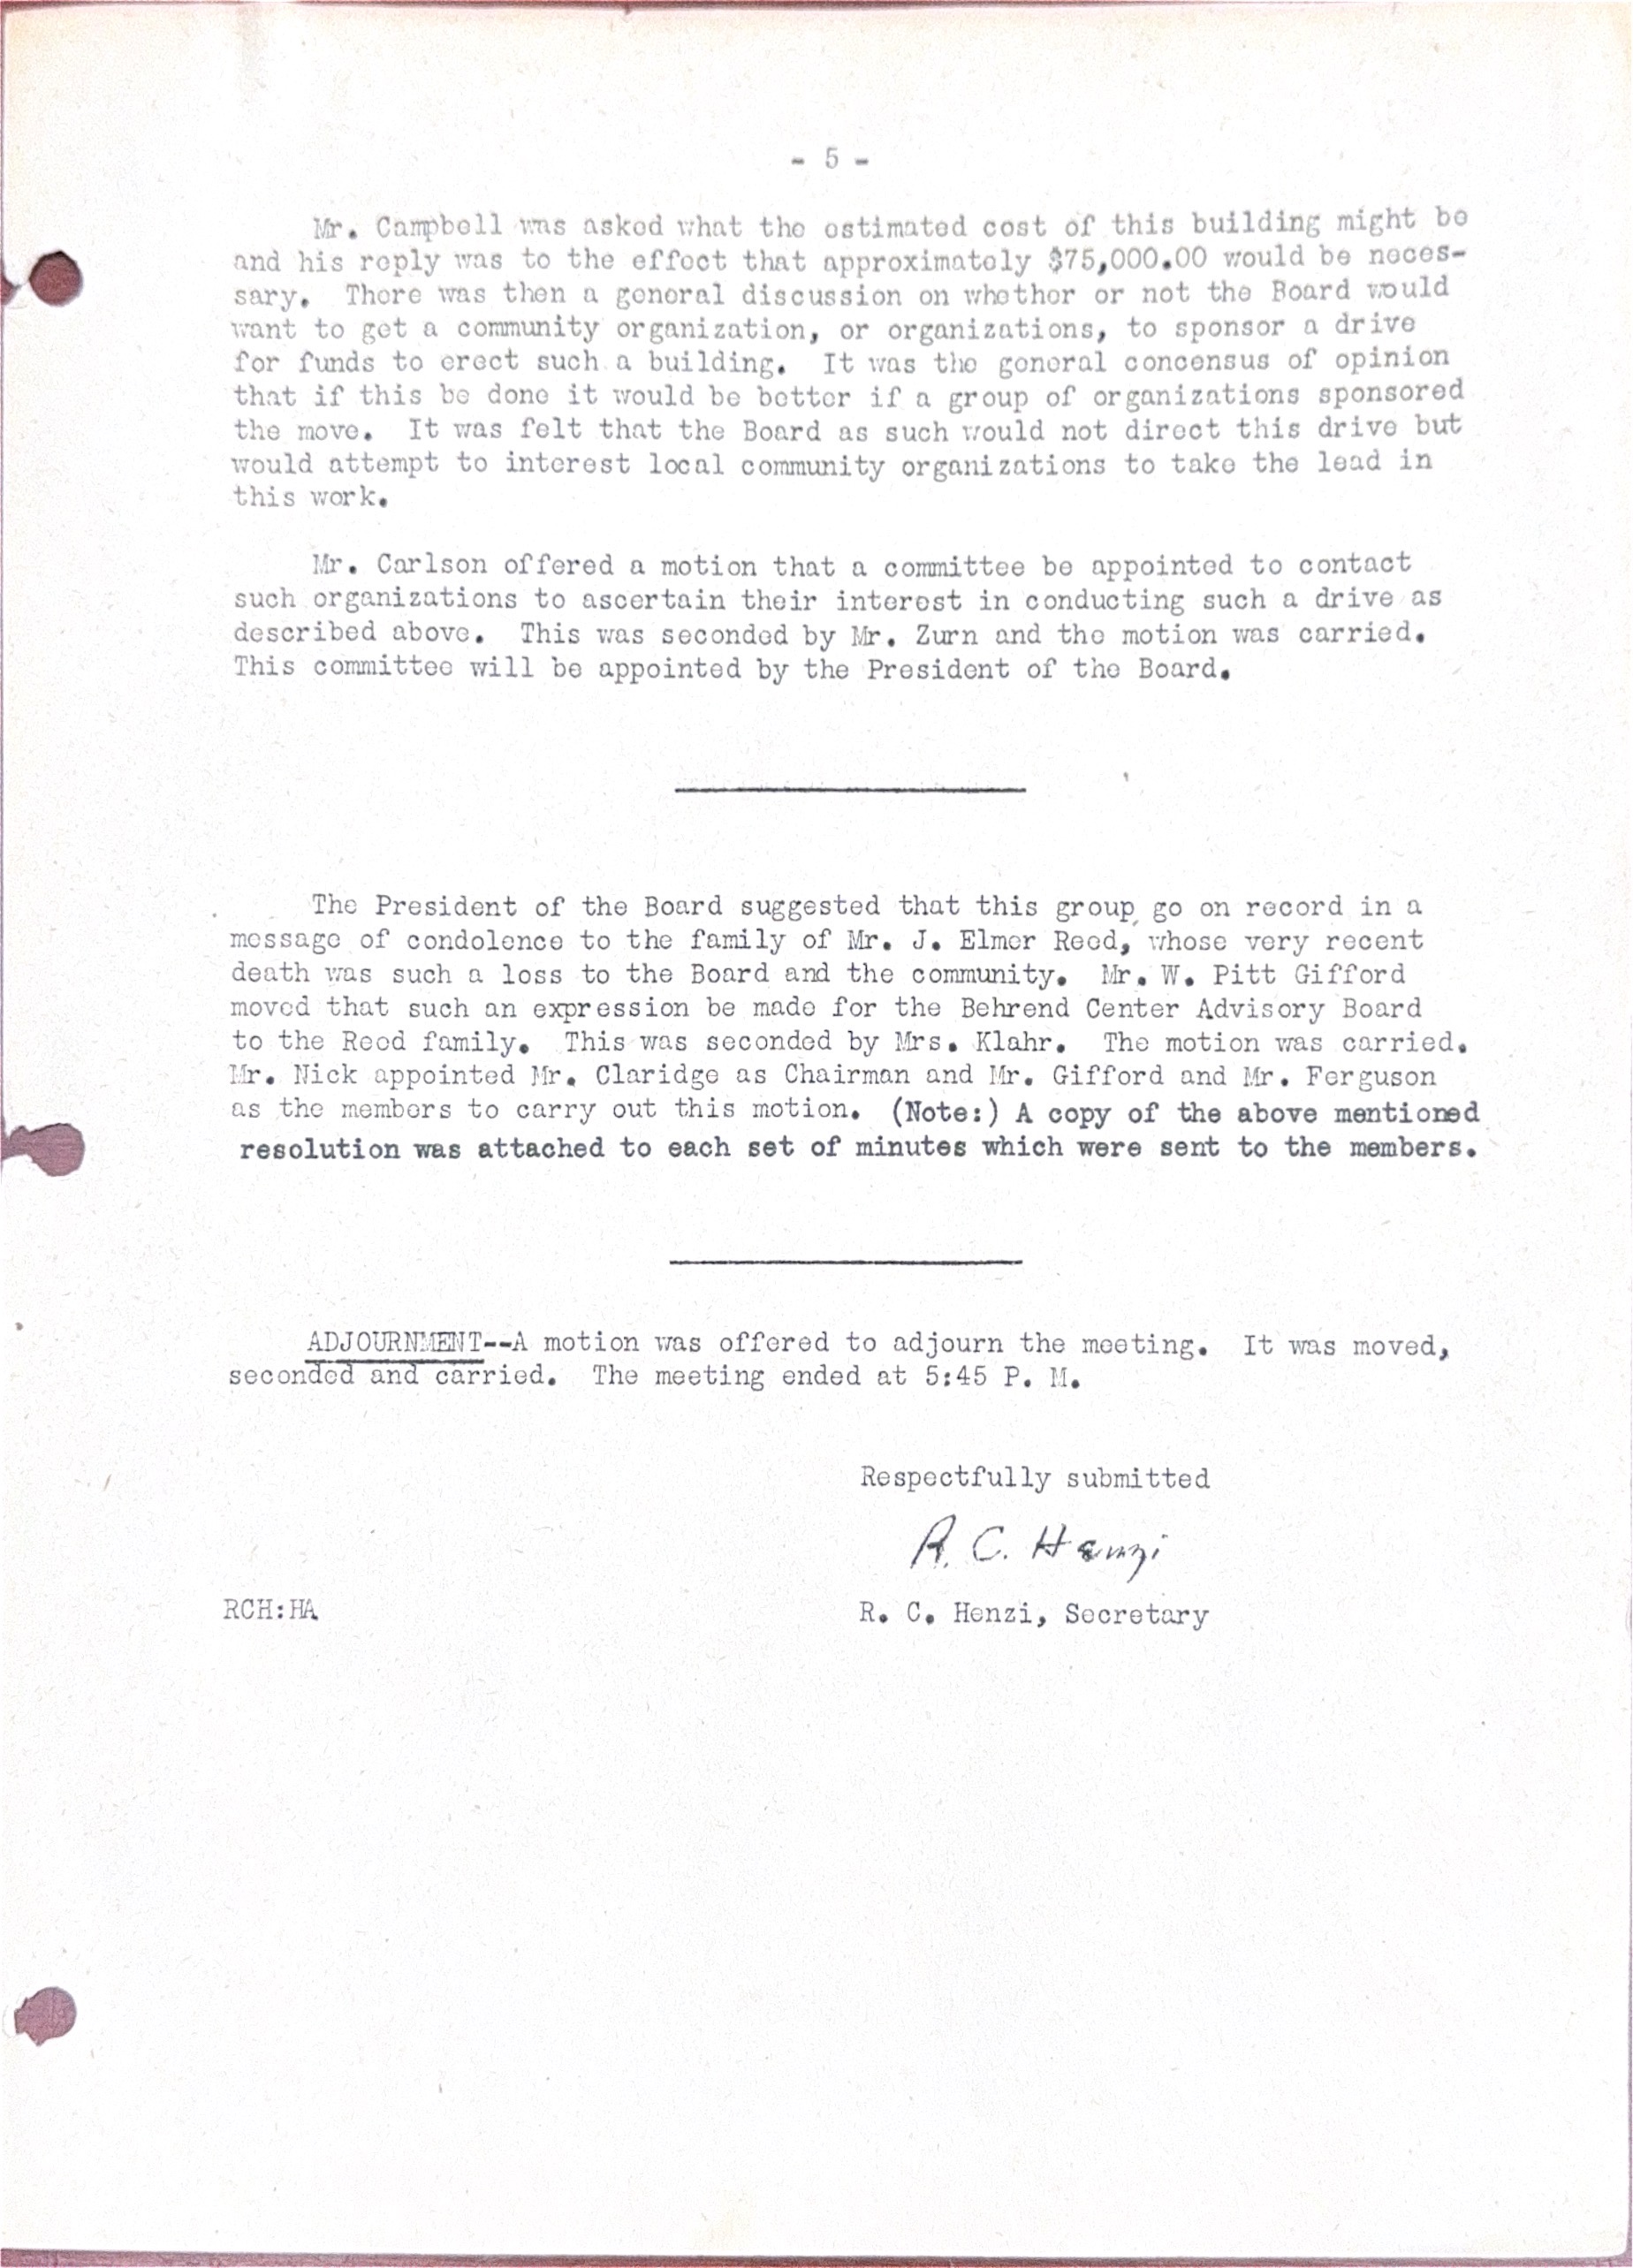 - 5 -
Mr. Campbell was asked what the estimated cost of this building might be
and his reply was to the effect that approximately $75,000.00 would be neces-
sary. There was then a general discussion on whether or not the Board would
want to get a community organization, or organizations, to sponsor a drive
for funds to erect such a building. It was the general concensus of opinion
that if this be done it would be better if a group of organizations sponsored
the move. It was felt that the Board as such would not direct this drive but
would attempt to interest local community organizations to take the lead in
this work.
Mr. Carlson offered a motion that a committee be appointed to contact
such organizations to ascertain their interest in conducting such a drive as
described above. This was seconded by Mr. Zurn and the motion was carried.
This committee will be appointed by the President of the Board.
The President of the Board suggested that this group go on record in a
message of condolence to the family of Mr. J. Elmer Reed, whose very recent
death was such a loss to the Board and the community. Mr. W. Pitt Gifford
moved that such an expression be made for the Behrend Center Advisory Board
to the Reed family. This was seconded by Mrs. Klahr. The motion was carried.
Mr. Nick appointed Mr. Claridge as Chairman and Mr. Gifford and Mr. Ferguson
as the members to carry out this motion. (Note:) A copy of the above mentioned
resolution was attached to each set of minutes which were sent to the members.
ADJOURNMENT--A motion was offered to adjourn the meeting. It was moved,
seconded and carried. The meeting ended at 5:45 P. M.
Respectfully submitted
R. C. Henzi
RCH:HA
R. C. Henzi, Secretary